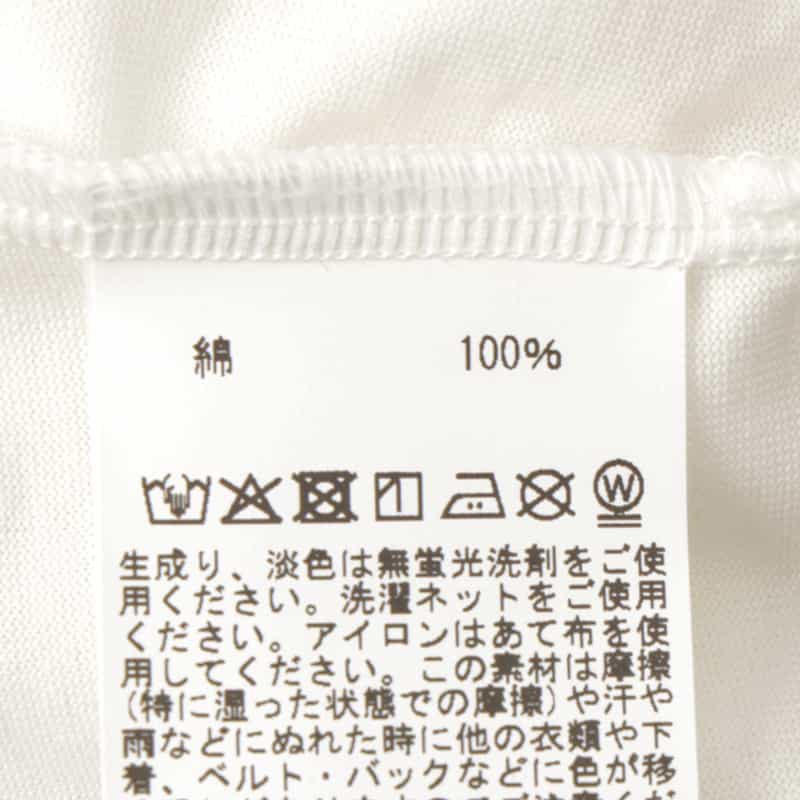 綿 100%
W
生成り、淡色は無蛍光洗剤をご使
用ください。洗濯ネットをご使用
ください。アイロンはあて布を使
用してください。この素材は摩擦
(特に湿った状態での摩擦)や汗や
雨などにぬれた時に他の衣類や下
着、ベルト・バックなどに色が移